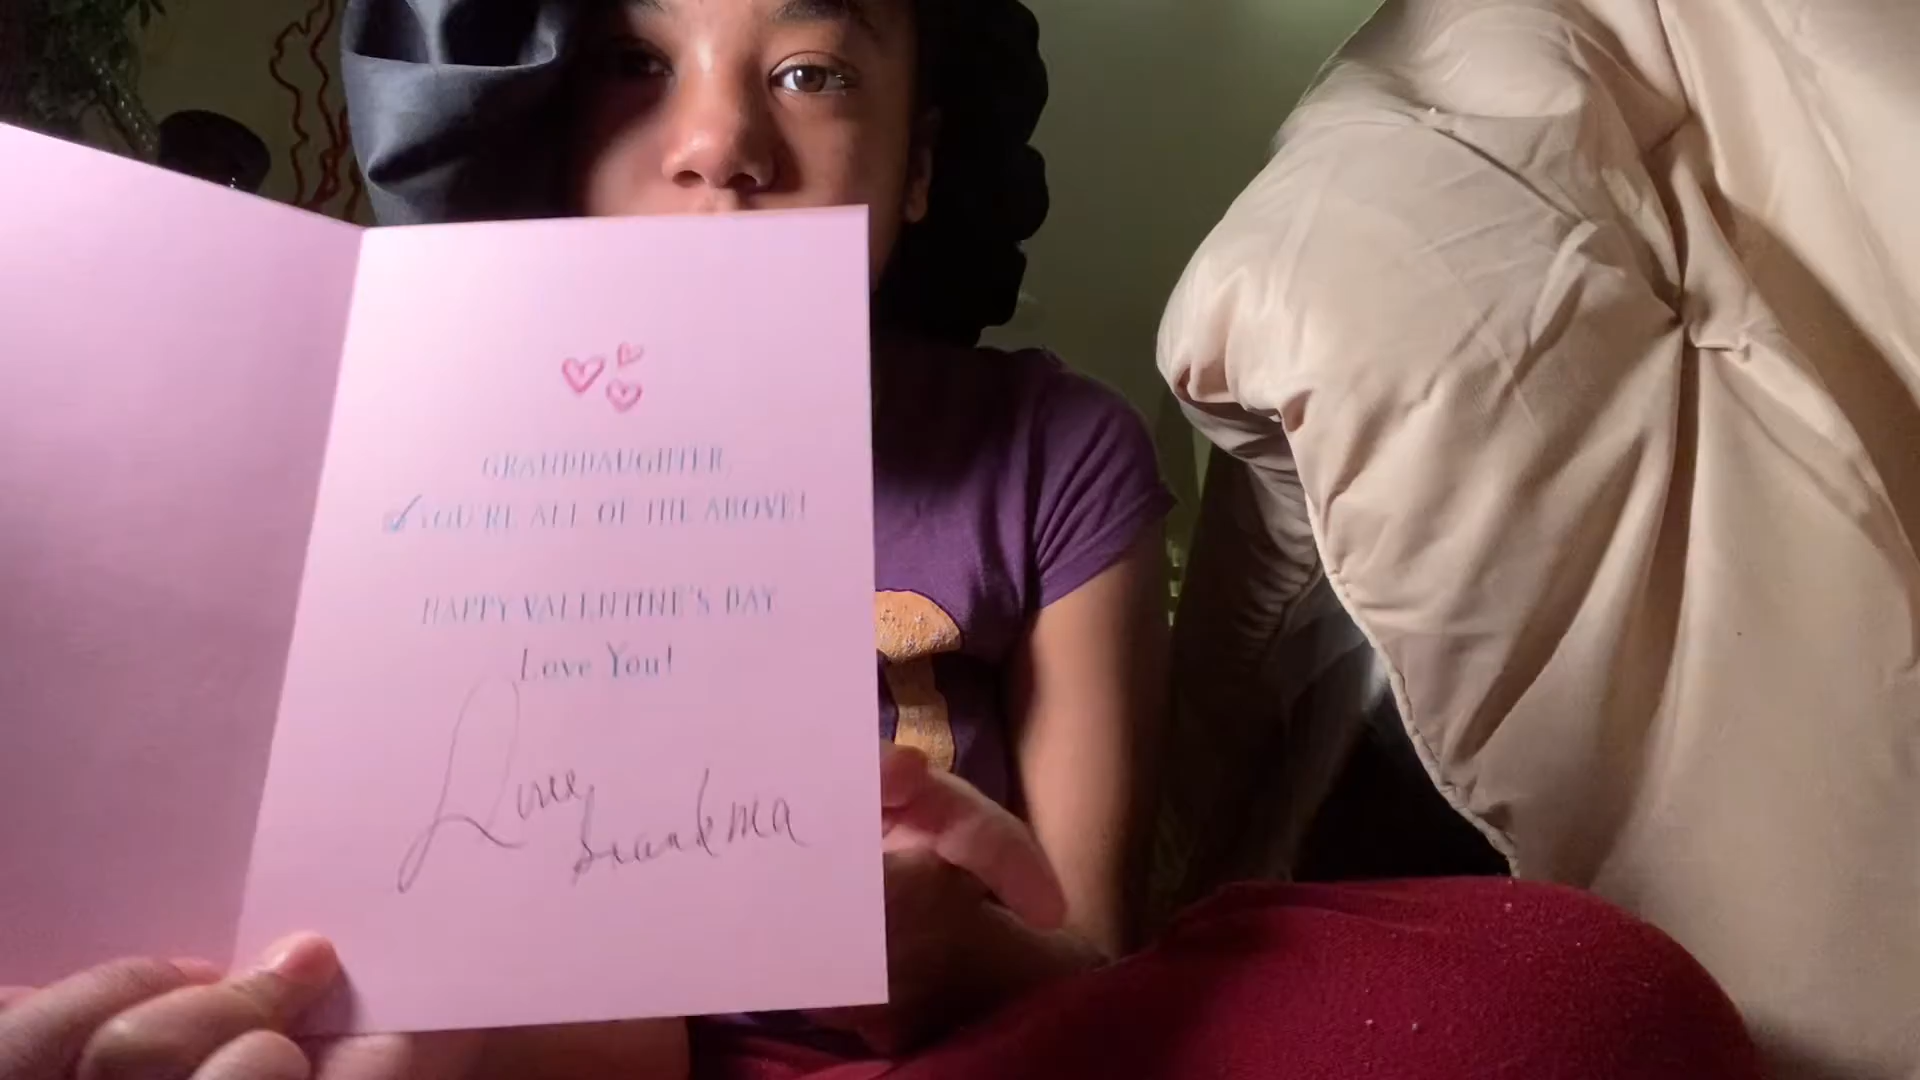 GRANDDAUGHTER,
YOU'RE ALL OF THE ABOVE!
HAPPY VALENTINE'S DAY
Love You!
Love,
Grandma